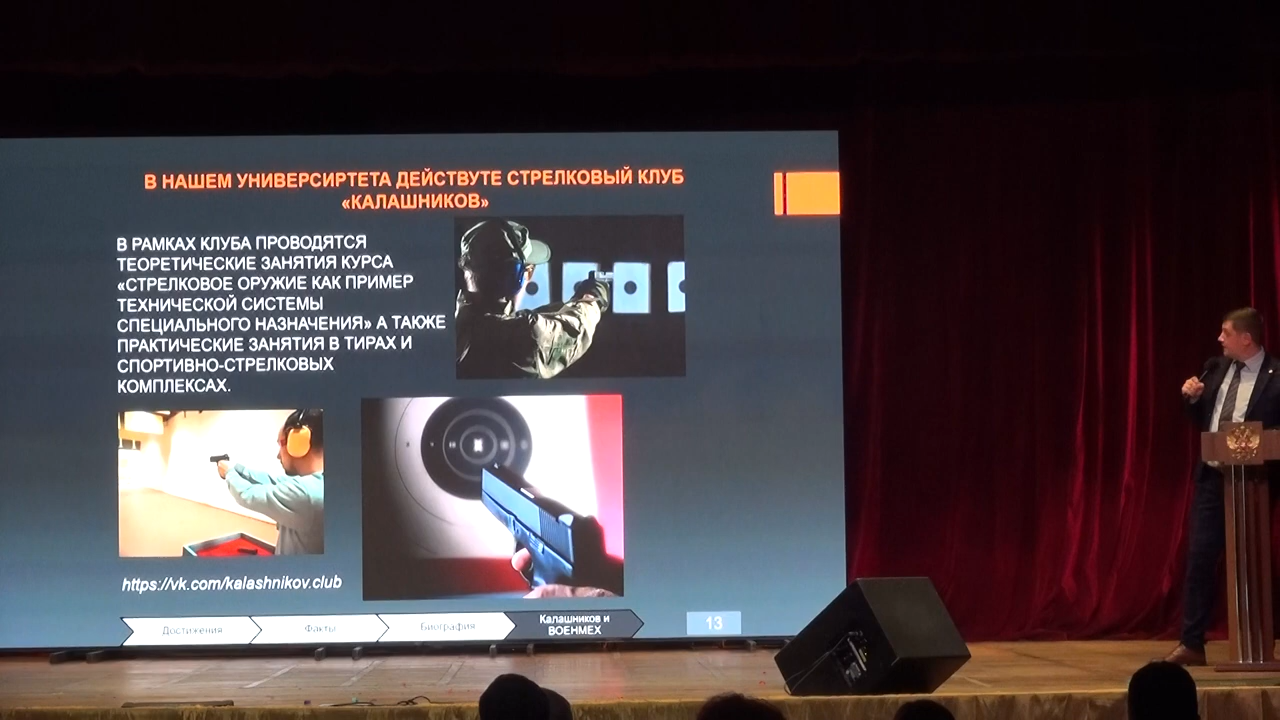 В НАШЕМ УНИВЕРСИРТЕТА ДЕЙСТВУТЕ СТРЕЛКОВЫЙ КЛУБ
«КАЛАШНИКОВ»
В РАМКАХ КЛУБА ПРОВОДЯТСЯ
ТЕОРЕТИЧЕСКИЕ ЗАНЯТИЯ КУРСА
«СТРЕЛКОВОЕ ОРУЖИЕ КАК ПРИМЕР
ТЕХНИЧЕСКОЙ СИСТЕМЫ
СПЕЦИАЛЬНОГО НАЗНАЧЕНИЯ» А ТАКЖЕ
ПРАКТИЧЕСКИЕ ЗАНЯТИЯ В ТИРАХ И
СПОРТИВНО-СТРЕЛКОВЫХ
КОМПЛЕКСАХ.
https://vk.com/kalashnikov.club
Достижения
Факты
Биография
Калашников и
ВОЕНМЕХ
13